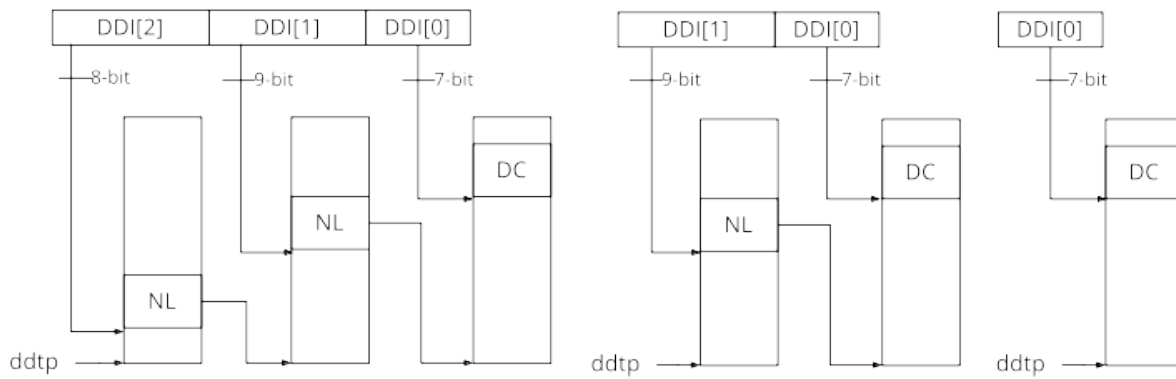 DDI[2] DDI[1] DDI[0] DDI[1] DDI[0] DDI[0]
8-bit 9-bit 7-bit 9-bit 7-bit 7-bit
DC DC DC
NL NL
NL
ddtp ddtp ddtp